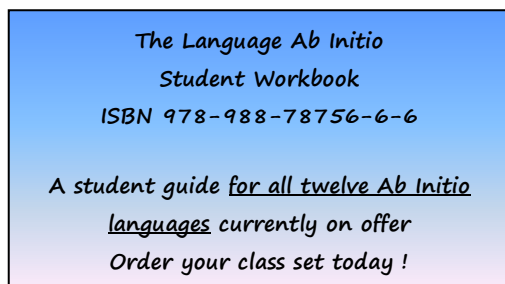 The Language Ab Initio
Student Workbook
ISBN 978-988-78756-6-6
A student guide for all twelve Ab Initio
languages currently on offer
Order your class set today !